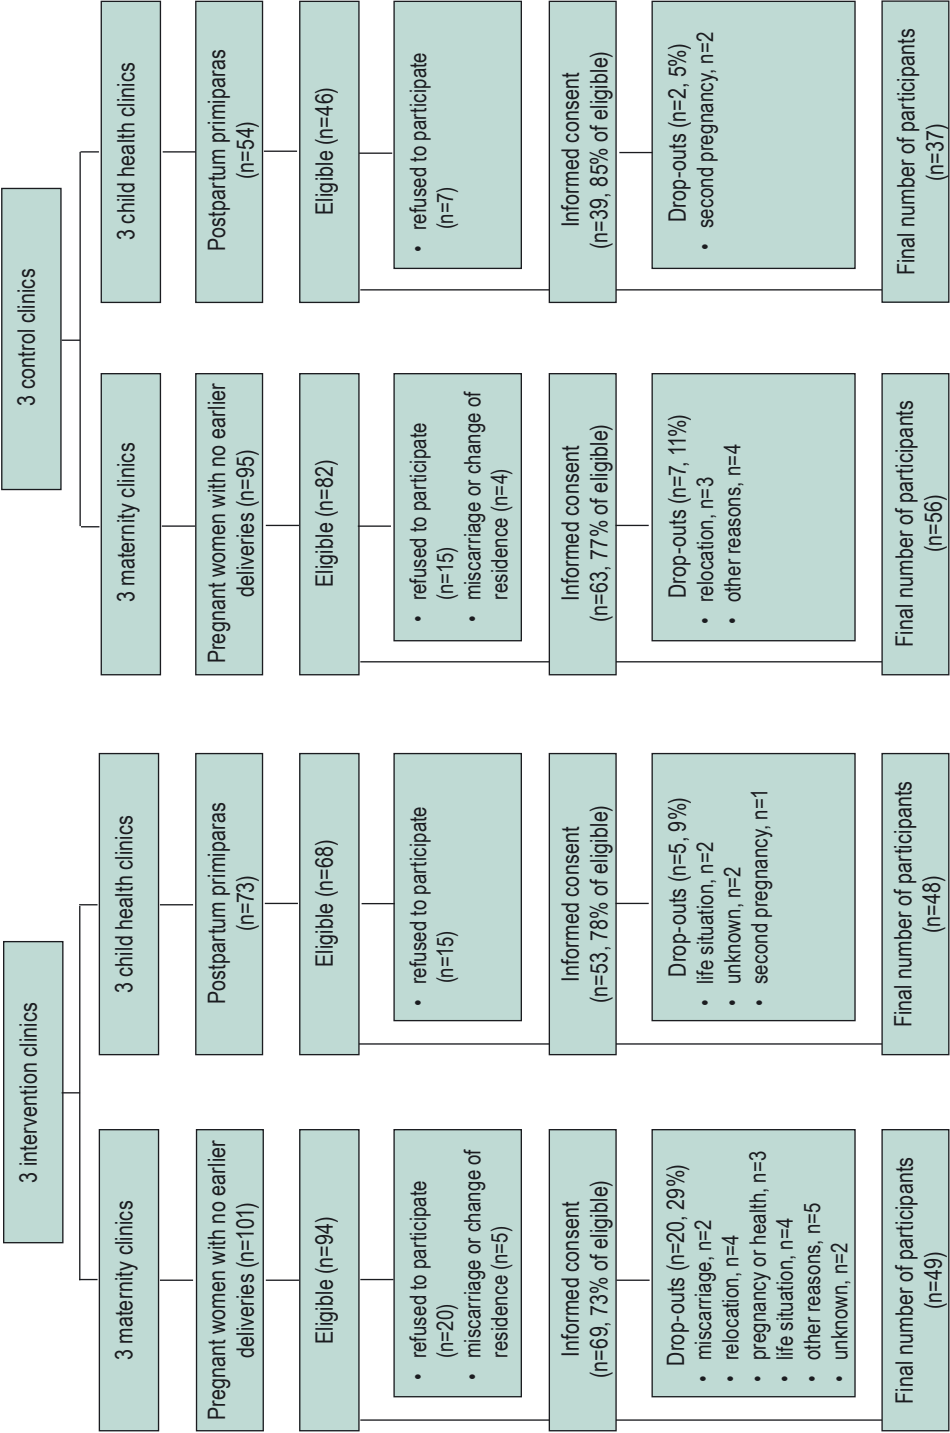 3 intervention clinics
3 maternity clinics
Pregnant women with no earlier
deliveries (n=101)
Eligible (n=94)
• refused to participate
(n=20)
• miscarriage or change of
residence (n=5)
Informed consent
(n=69, 73% of eligible)
Drop-outs (n=20, 29%)
• miscarriage, n=2
• relocation, n=4
• pregnancy or health, n=3
• life situation, n=4
• other reasons, n=5
• unknown, n=2
Final number of participants
(n=49)
3 child health clinics
Postpartum primiparas
(n=73)
Eligible (n=68)
• refused to participate
(n=15)
Informed consent
(n=53, 78% of eligible)
Drop-outs (n=5, 9%)
• life situation, n=2
• unknown, n=2
• second pregnancy, n=1
Final number of participants
(n=48)
3 control clinics
3 maternity clinics
Pregnant women with no earlier
deliveries (n=95)
Eligible (n=82)
• refused to participate
(n=15)
• miscarriage or change of
residence (n=4)
Informed consent
(n=63, 77% of eligible)
Drop-outs (n=7, 11%)
• relocation, n=3
• other reasons, n=4
Final number of participants
(n=56)
3 child health clinics
Postpartum primiparas
(n=54)
Eligible (n=46)
• refused to participate
(n=7)
Informed consent
(n=39, 85% of eligible)
Drop-outs (n=2, 5%)
• second pregnancy, n=2
Final number of participants
(n=37)